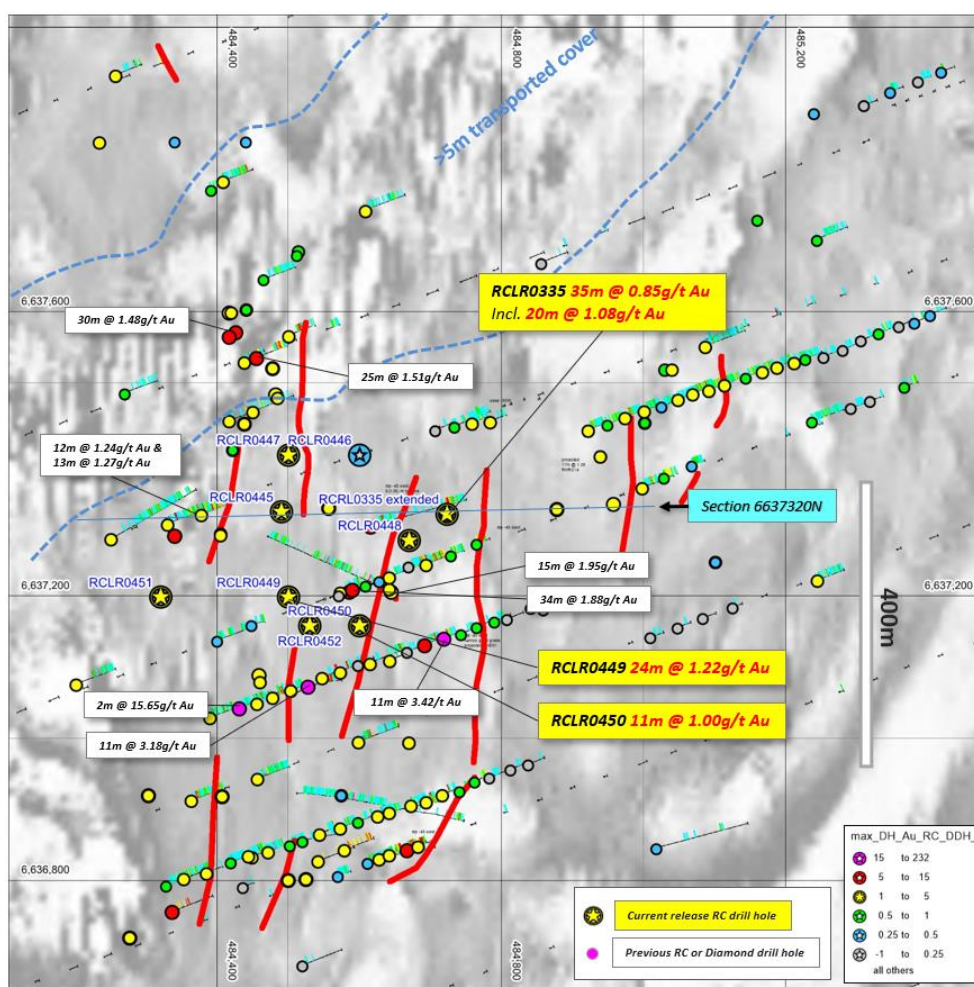 484,400
484,800
485,200
>5m transported cover
RCLR0335 35m @ 0.85g/t Au
Incl. 20m @ 1.08g/t Au
6,637,600
6,637,600
30m @ 1.48g/t Au
25m @ 1.51g/t Au
12m @ 1.24g/t Au &
13m @ 1.27g/t Au
RCLR0447
RCLR0446
RCLR0445
RCRL0335 extended
RCLR0448
Section 6637320N
15m @ 1.95g/t Au
34m @ 1.88g/t Au
RCLR0451
RCLR0449
6,637,200
6,637,200
RCLR0450
RCLR0452
400m
RCLR0449 24m @ 1.22g/t Au
2m @ 15.65g/t Au
11m @ 3.42/t Au
RCLR0450 11m @ 1.00g/t Au
11m @ 3.18g/t Au
6,636,800
max_DH_Au_RC_DDH_
15 to 232
5 to 15
1 to 5
0.5 to 1
0.25 to 0.5
-1 to 0.25
all others
Current release RC drill hole
Previous RC or Diamond drill hole
484,400
484,800